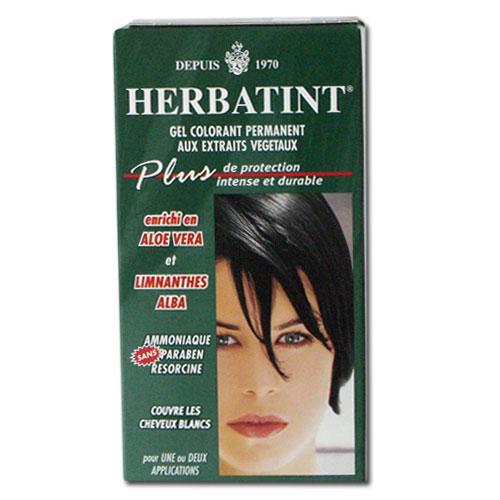 DEPUIS 1970
HERBATINT®
GEL COLORANT PERMANENT
AUX EXTRAITS VEGETAUX
Plus de protection
intense et durable
enrichi en
ALOE VERA
et
LIMNANTHES
ALBA
AMMONIAQUE
SANS PARABEN
RESORCINE
COUVRE LES
CHEVEUX BLANCS
pour UNE ou DEUX
APPLICATIONS